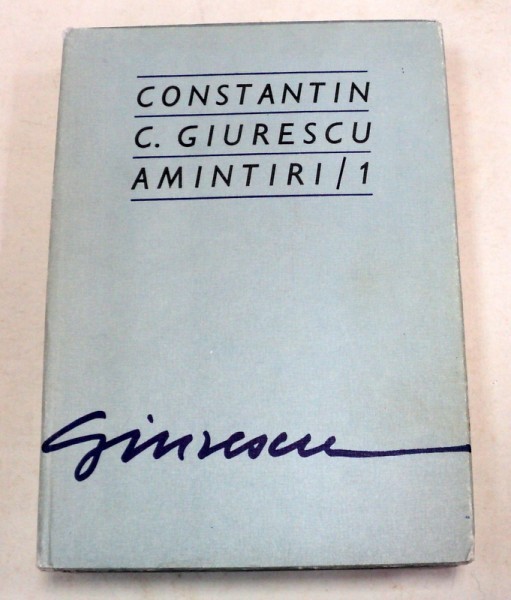 CONSTANTIN
C. GIURESCU
AMINTIRI/1
Giurescu